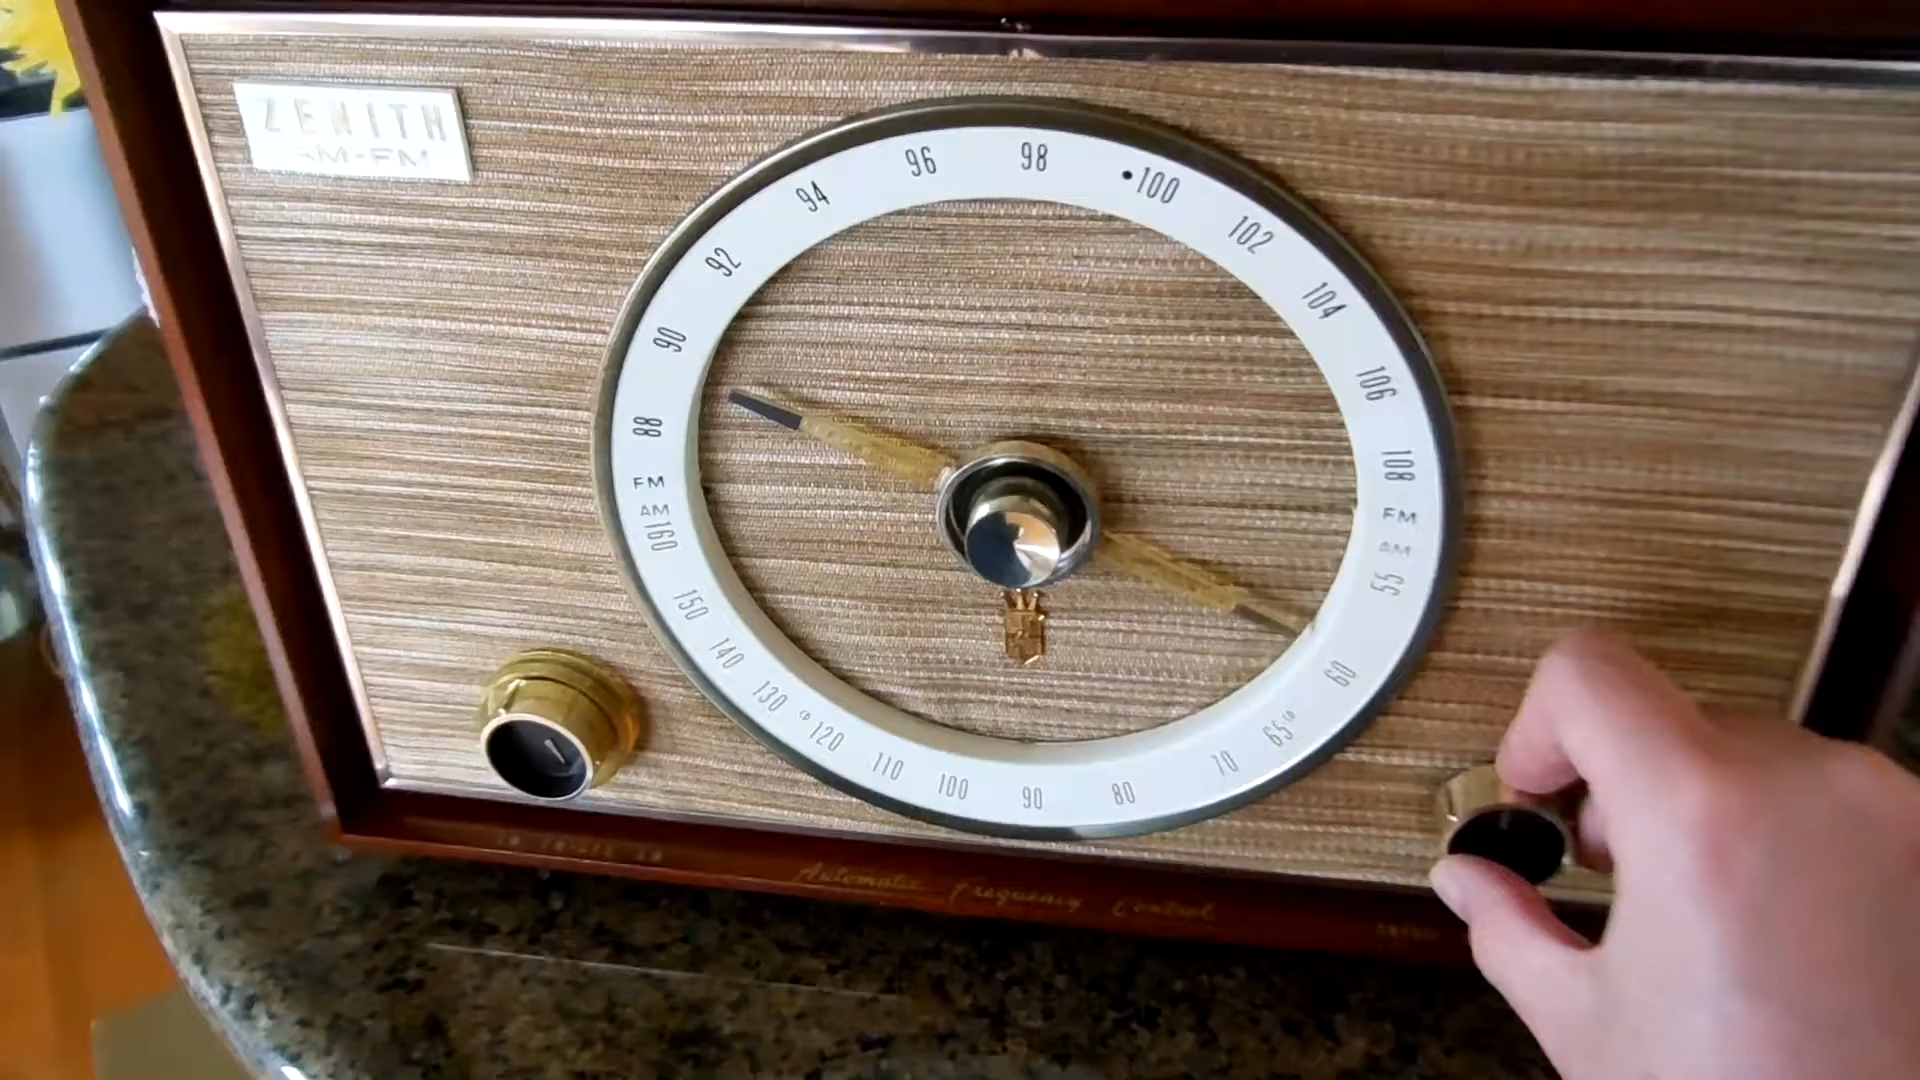 ZENITH
AM-FM
88 90 92 94 96 98 100 102 104 106 108
FM FM
AM AM
160 150 140 130 120 110 100 90 80 70 65 60 55
Automatic Frequency Control